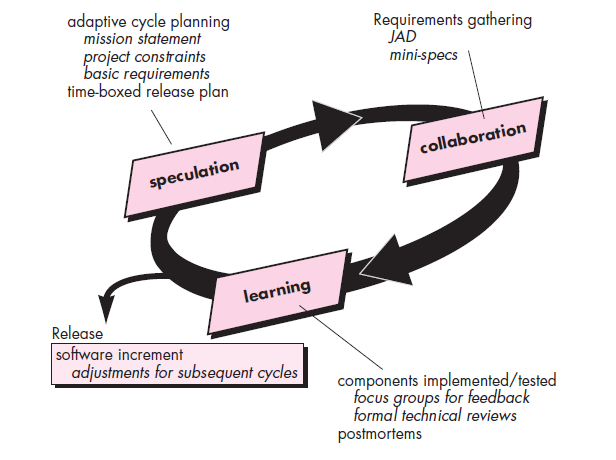 adaptive cycle planning
mission statement
project constraints
basic requirements
time-boxed release plan
Requirements gathering
JAD
mini-specs
speculation
collaboration
learning
Release
software increment
adjustments for subsequent cycles
components implemented/tested
focus groups for feedback
formal technical reviews
postmortems